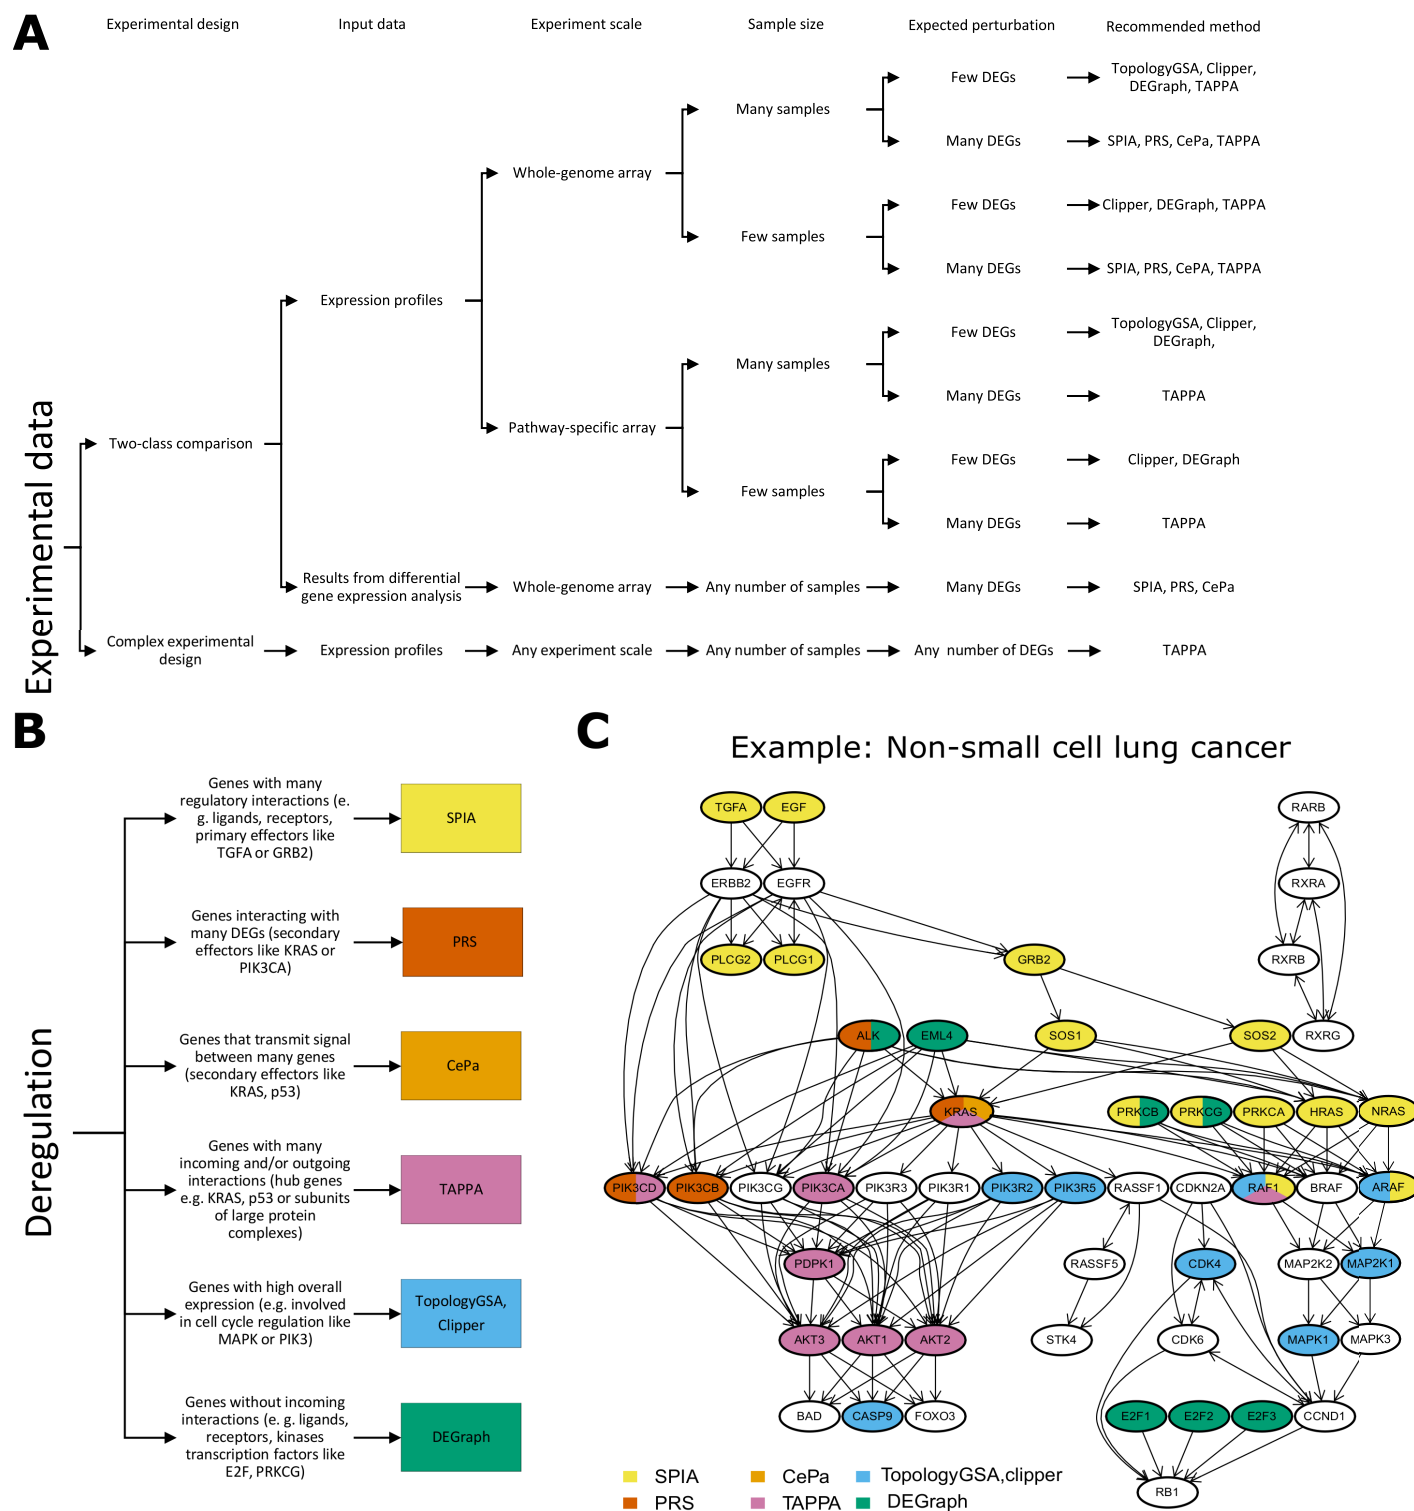 A
Experimental design
Input data
Experiment scale
Sample size
Expected perturbation
Recommended method
Experimental data
Two-class comparison
Complex experimental
design
Expression profiles
Results from differential
gene expression analysis
Expression profiles
Whole-genome array
Pathway-specific array
Whole-genome array
Any experiment scale
Many samples
Few samples
Many samples
Few samples
Any number of samples
Any number of samples
Few DEGs
TopologyGSA, Clipper,
DEGraph, TAPPA
Many DEGs
SPIA, PRS, CePa, TAPPA
Few DEGs
Clipper, DEGraph, TAPPA
Many DEGs
SPIA, PRS, CePA, TAPPA
Few DEGs
TopologyGSA, Clipper,
DEGraph,
Many DEGs
TAPPA
Few DEGs
Clipper, DEGraph
Many DEGs
TAPPA
Many DEGs
SPIA, PRS, CePa
Any number of DEGs
TAPPA
B
Deregulation
Genes with many
regulatory interactions (e.
g. ligands, receptors,
primary effectors like
TGFA or GRB2)
SPIA
Genes interacting with
many DEGs (secondary
effectors like KRAS or
PIK3CA)
PRS
Genes that transmit signal
between many genes
(secondary effectors like
KRAS, p53)
CePa
Genes with many
incoming and/or outgoing
interactions (hub genes
e.g. KRAS, p53 or subunits
of large protein
complexes)
TAPPA
Genes with high overall
expression (e.g. involved
in cell cycle regulation like
MAPK or PIK3)
TopologyGSA,
Clipper
Genes without incoming
interactions (e. g. ligands,
receptors, kinases
transcription factors like
E2F, PRKCG)
DEGraph
C
Example: Non-small cell lung cancer
TGFA
EGF
RARB
ERBB2
EGFR
RXRA
PLCG2
PLCG1
GRB2
RXRB
ALK
EML4
SOS1
SOS2
RXRG
KRAS
PRKCB
PRKCG
PRKCA
HRAS
NRAS
PIK3CD
PIK3CB
PIK3CG
PIK3CA
PIK3R3
PIK3R1
PIK3R2
PIK3R5
RASSF1
CDKN2A
RAF1
BRAF
ARAF
PDPK1
RASSF5
CDK4
MAP2K2
MAP2K1
AKT3
AKT1
AKT2
STK4
CDK6
MAPK1
MAPK3
BAD
CASP9
FOXO3
E2F1
E2F2
E2F3
CCND1
RB1
SPIA
CePa
TopologyGSA,clipper
PRS
TAPPA
DEGraph